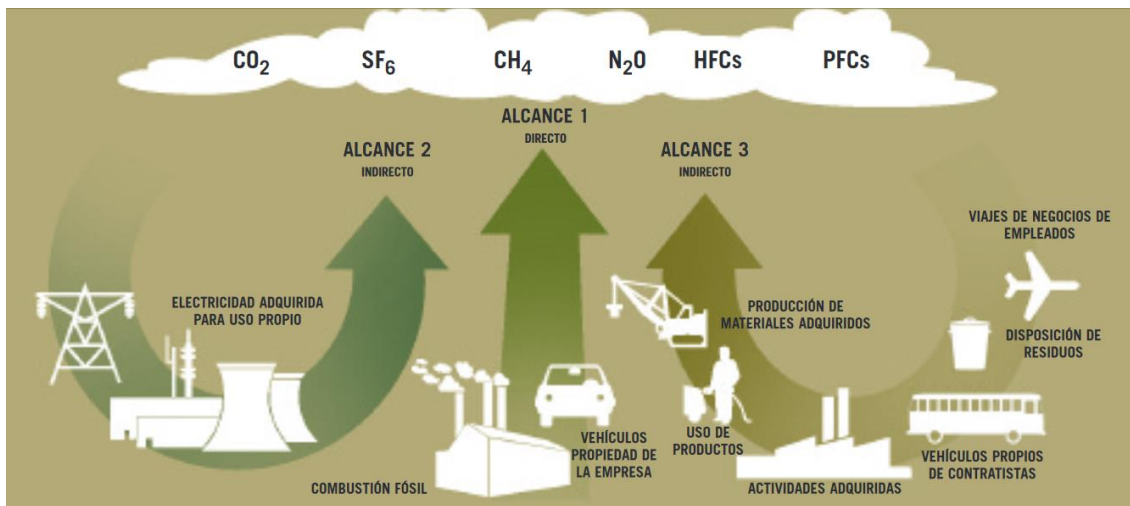 CO₂ SF₆ CH₄ N₂O HFCs PFCs
ALCANCE 1
DIRECTO
ALCANCE 2
INDIRECTO
ALCANCE 3
INDIRECTO
VIAJES DE NEGOCIOS DE
EMPLEADOS
ELECTRICIDAD ADQUIRIDA
PARA USO PROPIO
PRODUCCIÓN DE
MATERIALES ADQUIRIDOS
DISPOSICIÓN DE
RESIDUOS
COMBUSTIÓN FÓSIL
VEHÍCULOS
PROPIEDAD DE
LA EMPRESA
USO DE
PRODUCTOS
ACTIVIDADES ADQUIRIDAS
VEHÍCULOS PROPIOS
DE CONTRATISTAS